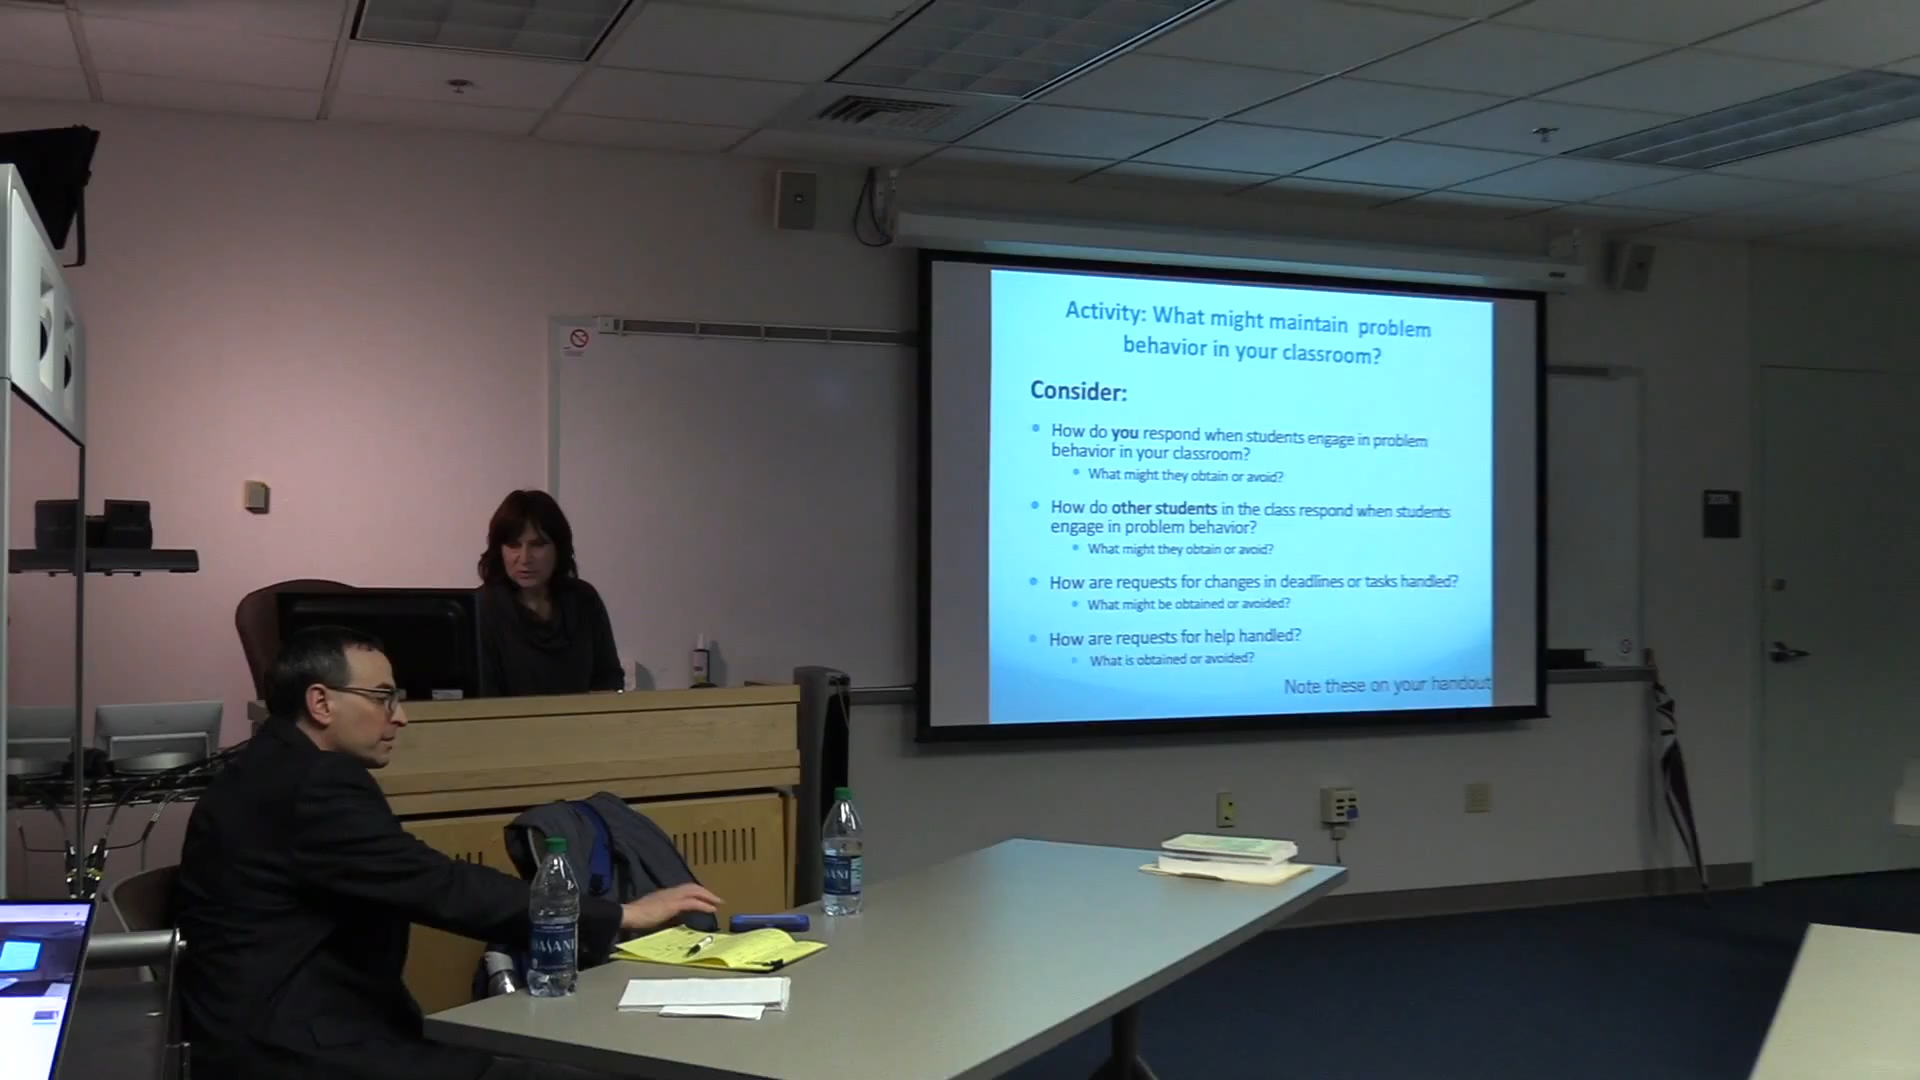 Activity: What might maintain problem
behavior in your classroom?
Consider:
How do you respond when students engage in problem
behavior in your classroom?
What might they obtain or avoid?
How do other students in the class respond when students
engage in problem behavior?
What might they obtain or avoid?
How are requests for changes in deadlines or tasks handled?
What might be obtained or avoided?
How are requests for help handled?
What is obtained or avoided?
Note these on your handout
DASANI